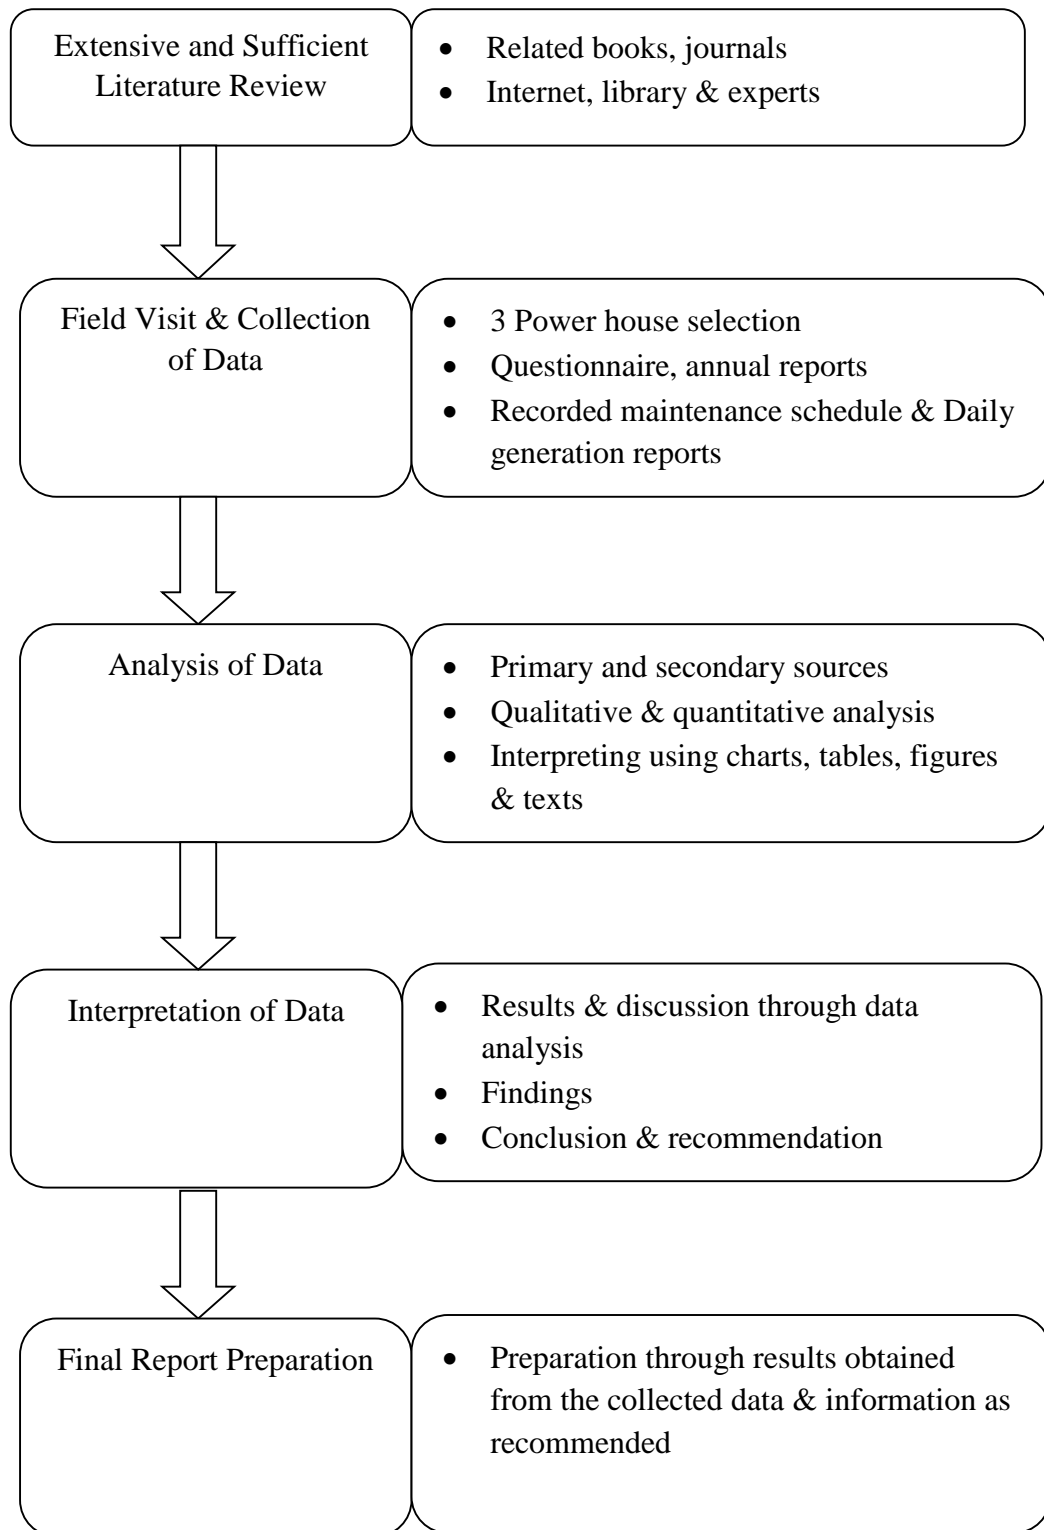 Extensive and Sufficient
Literature Review
• Related books, journals
• Internet, library & experts
Field Visit & Collection
of Data
• 3 Power house selection
• Questionnaire, annual reports
• Recorded maintenance schedule & Daily
generation reports
Analysis of Data
• Primary and secondary sources
• Qualitative & quantitative analysis
• Interpreting using charts, tables, figures
& texts
Interpretation of Data
• Results & discussion through data
analysis
• Findings
• Conclusion & recommendation
Final Report Preparation
• Preparation through results obtained
from the collected data & information as
recommended